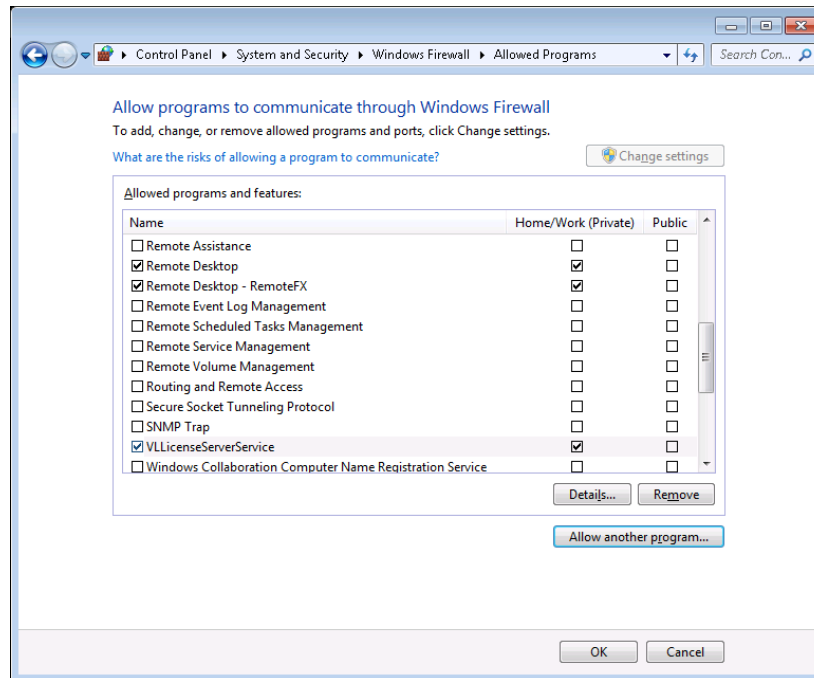 Control Panel ▸ System and Security ▸ Windows Firewall ▸ Allowed Programs
Search Con...
Allow programs to communicate through Windows Firewall
To add, change, or remove allowed programs and ports, click Change settings.
What are the risks of allowing a program to communicate?
Change settings
Allowed programs and features:
Name Home/Work (Private) Public
Remote Assistance
Remote Desktop
Remote Desktop - RemoteFX
Remote Event Log Management
Remote Scheduled Tasks Management
Remote Service Management
Remote Volume Management
Routing and Remote Access
Secure Socket Tunneling Protocol
SNMP Trap
VLLicenseServerService
Windows Collaboration Computer Name Registration Service
Details... Remove
Allow another program...
OK Cancel